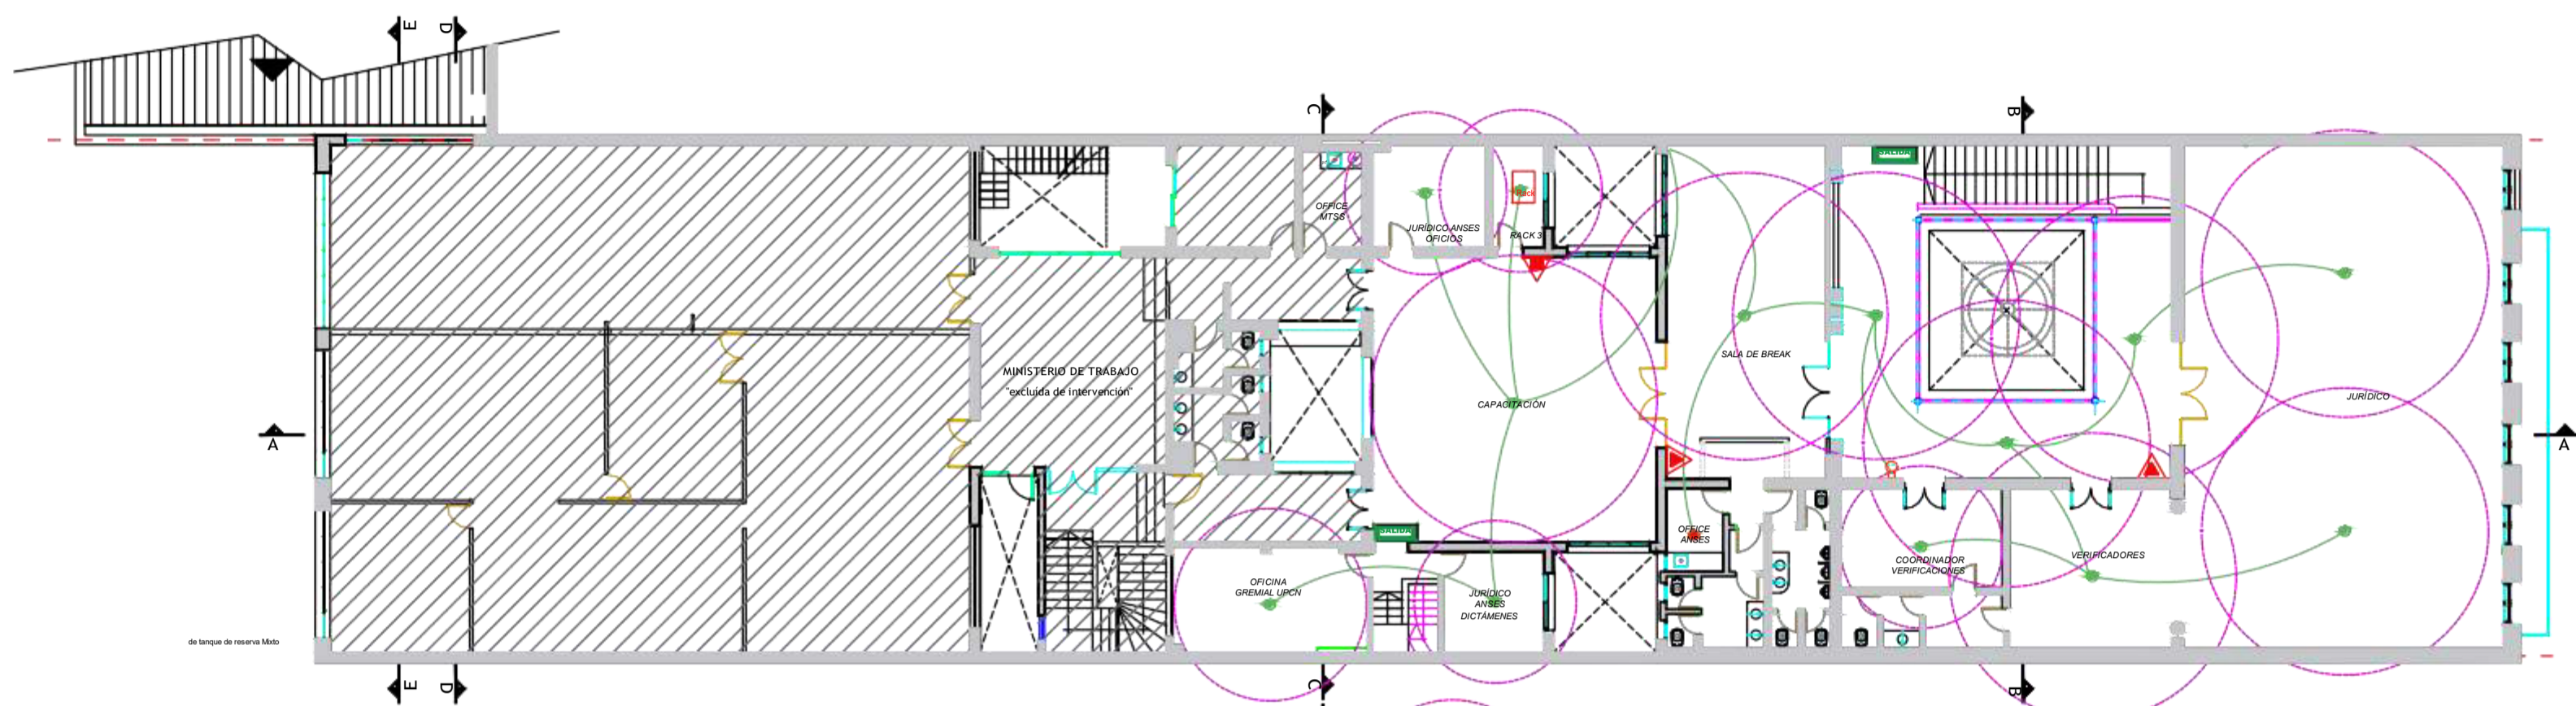 E
D
C
B
SALIDA
OFFICE
MTSS
JURÍDICO ANSES
OFICIOS
Rack
RACK 3
MINISTERIO DE TRABAJO
"excluida de intervención"
SALA DE BREAK
CAPACITACIÓN
JURÍDICO
A
A
SALIDA
OFFICE
ANSES
COORDINADOR
VERIFICACIONES
VERIFICADORES
OFICINA
GREMIAL UPCN
JURÍDICO
ANSES
DICTÁMENES
de tanque de reserva Mixto
E
D
C
B